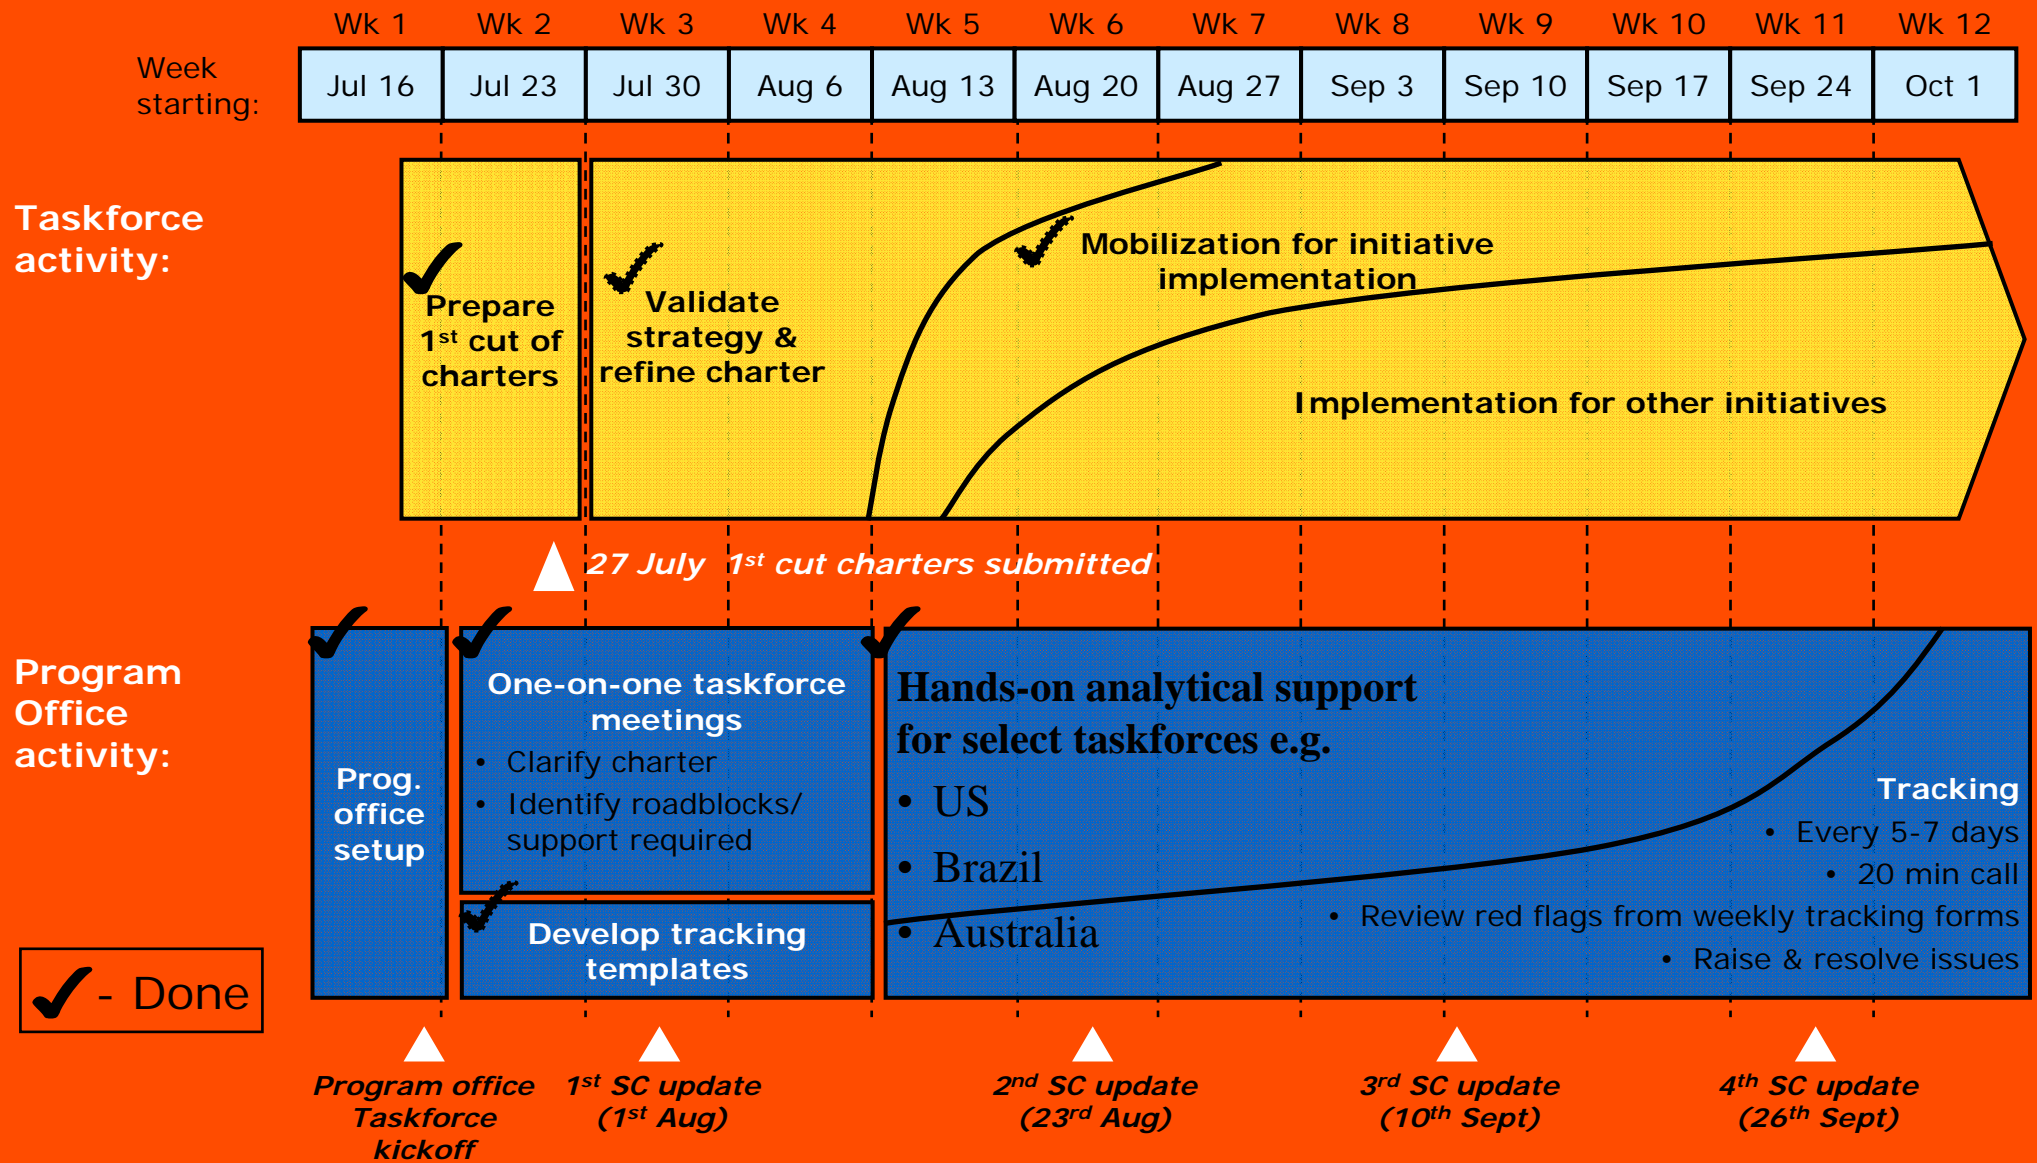 Wk 1 Wk 2 Wk 3 Wk 4 Wk 5 Wk 6 Wk 7 Wk 8 Wk 9 Wk 10 Wk 11 Wk 12
Week
starting:
Jul 16 Jul 23 Jul 30 Aug 6 Aug 13 Aug 20 Aug 27 Sep 3 Sep 10 Sep 17 Sep 24 Oct 1
Taskforce
activity:
Prepare
1st cut of
charters
Validate
strategy &
refine charter
Mobilization for initiative
implementation
Implementation for other initiatives
27 July 1st cut charters submitted
Program
Office
activity:
Prog.
office
setup
One-on-one taskforce
meetings
• Clarify charter
• Identify roadblocks/
support required
Develop tracking
templates
Hands-on analytical support
for select taskforces e.g.
• US
• Brazil
• Australia
Tracking
• Every 5-7 days
• 20 min call
• Review red flags from weekly tracking forms
• Raise & resolve issues
✔ - Done
Program office
Taskforce
kickoff
1st SC update
(1st Aug)
2nd SC update
(23rd Aug)
3rd SC update
(10th Sept)
4th SC update
(26th Sept)